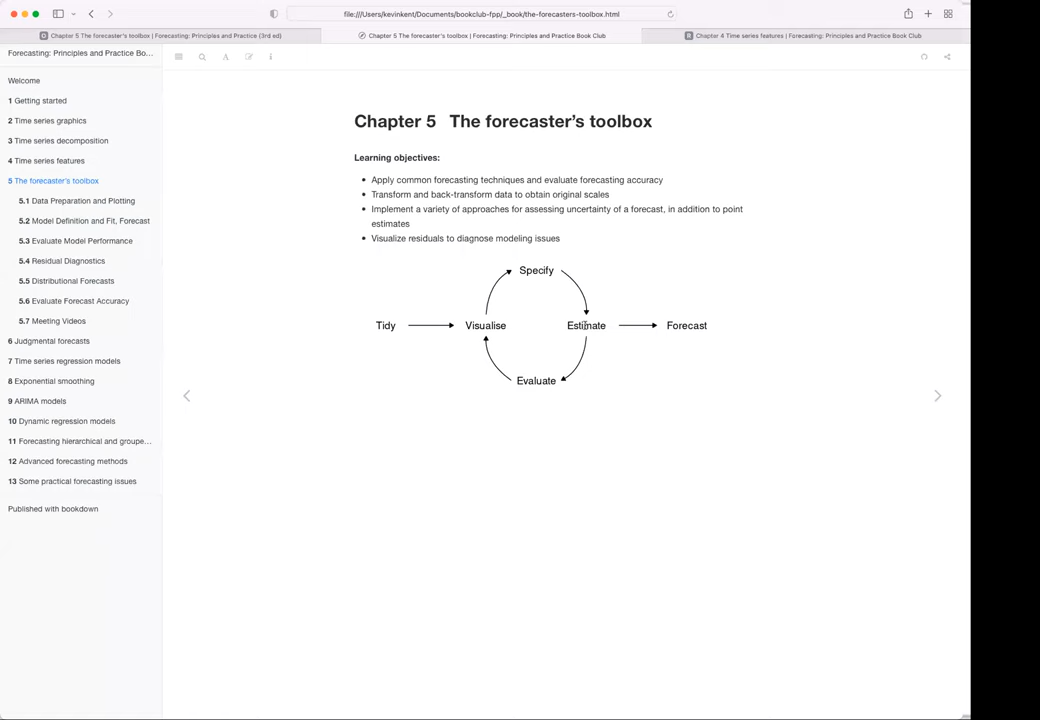 file:///Users/kevinkent/Documents/bookclub-fpp/_book/the-forecasters-toolbox.html
Chapter 5 The forecaster's toolbox | Forecasting: Principles and Practice (3rd ed)
Chapter 5 The forecaster's toolbox | Forecasting: Principles and Practice Book Club
Chapter 4 Time series features | Forecasting: Principles and Practice Book Club
Forecasting: Principles and Practice Bo...
Welcome
1 Getting started
2 Time series graphics
3 Time series decomposition
4 Time series features
5 The forecaster's toolbox
5.1 Data Preparation and Plotting
5.2 Model Definition and Fit, Forecast
5.3 Evaluate Model Performance
5.4 Residual Diagnostics
5.5 Distributional Forecasts
5.6 Evaluate Forecast Accuracy
5.7 Meeting Videos
6 Judgmental forecasts
7 Time series regression models
8 Exponential smoothing
9 ARIMA models
10 Dynamic regression models
11 Forecasting hierarchical and groupe...
12 Advanced forecasting methods
13 Some practical forecasting issues
Published with bookdown
Chapter 5 The forecaster's toolbox
Learning objectives:
Apply common forecasting techniques and evaluate forecasting accuracy
Transform and back-transform data to obtain original scales
Implement a variety of approaches for assessing uncertainty of a forecast, in addition to point
estimates
Visualize residuals to diagnose modeling issues
Specify
Tidy Visualise Estimate Forecast
Evaluate